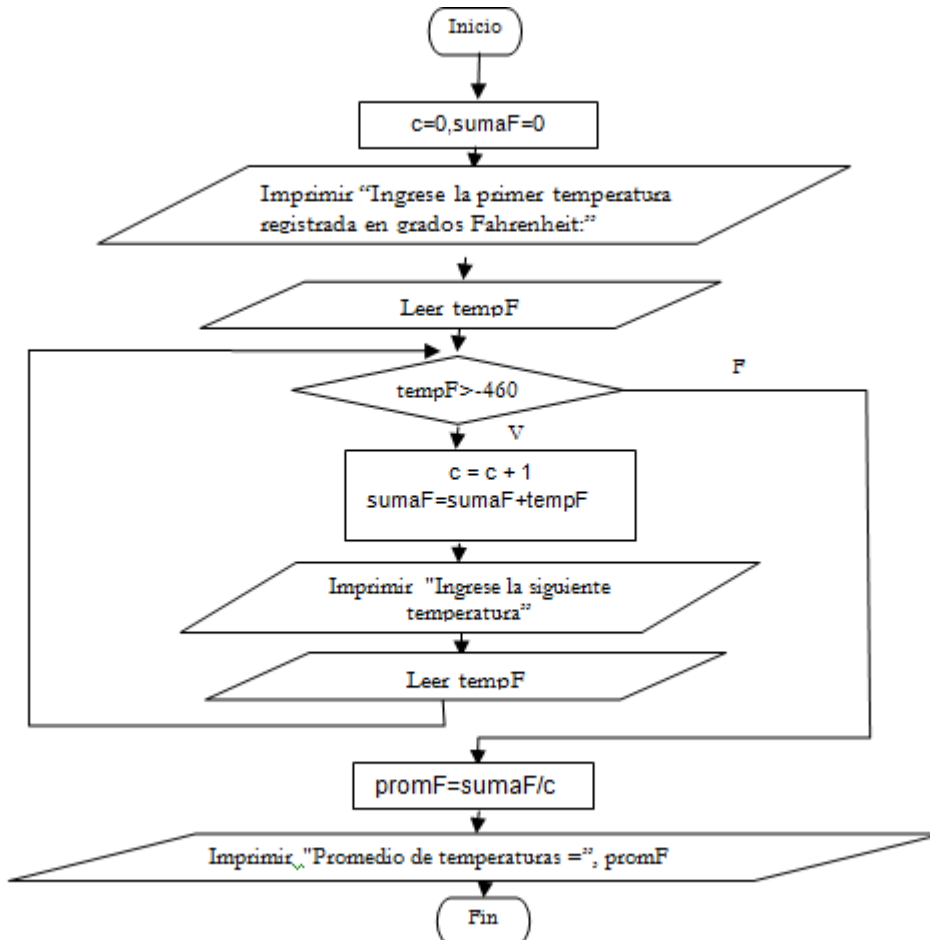 Inicio
c=0,sumaF=0
Imprimir “Ingrese la primer temperatura
registrada en grados Fahrenheit:”
Leer tempF
tempF>-460
F
V
c = c + 1
sumaF=sumaF+tempF
Imprimir "Ingrese la siguiente
temperatura”
Leer tempF
promF=sumaF/c
Imprimir "Promedio de temperaturas =”, promF
Fin